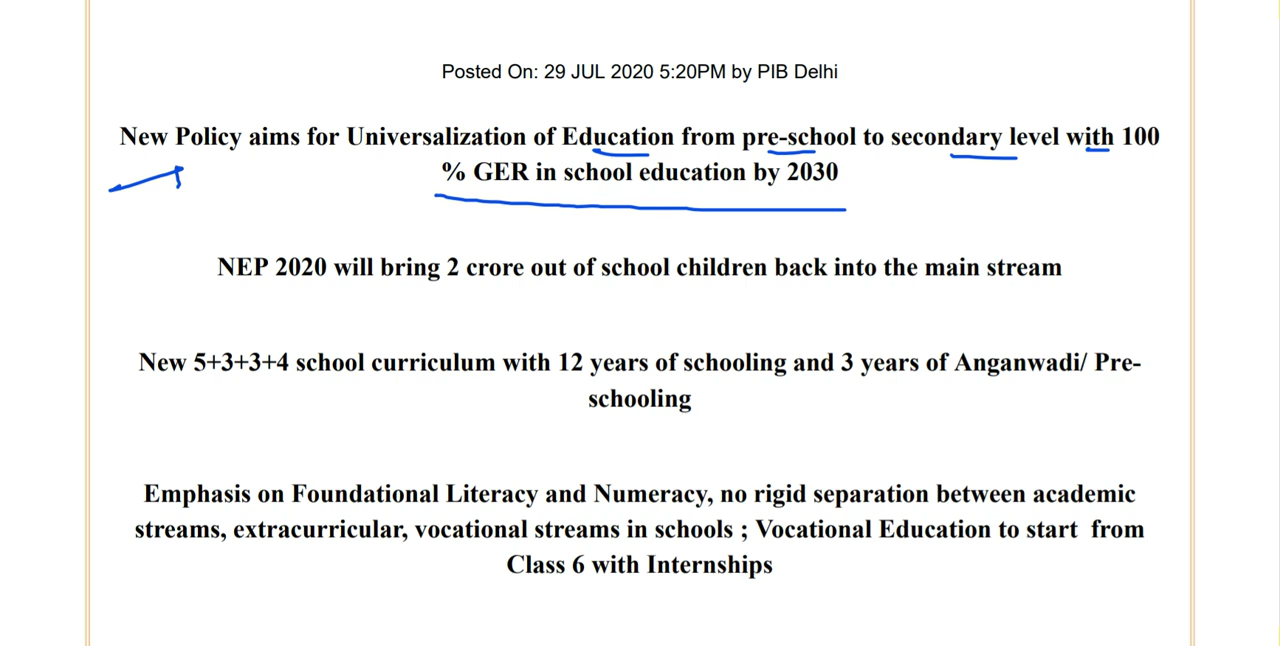 Posted On: 29 JUL 2020 5:20PM by PIB Delhi
New Policy aims for Universalization of Education from pre-school to secondary level with 100
% GER in school education by 2030
NEP 2020 will bring 2 crore out of school children back into the main stream
New 5+3+3+4 school curriculum with 12 years of schooling and 3 years of Anganwadi/ Pre-
schooling
Emphasis on Foundational Literacy and Numeracy, no rigid separation between academic
streams, extracurricular, vocational streams in schools ; Vocational Education to start from
Class 6 with Internships